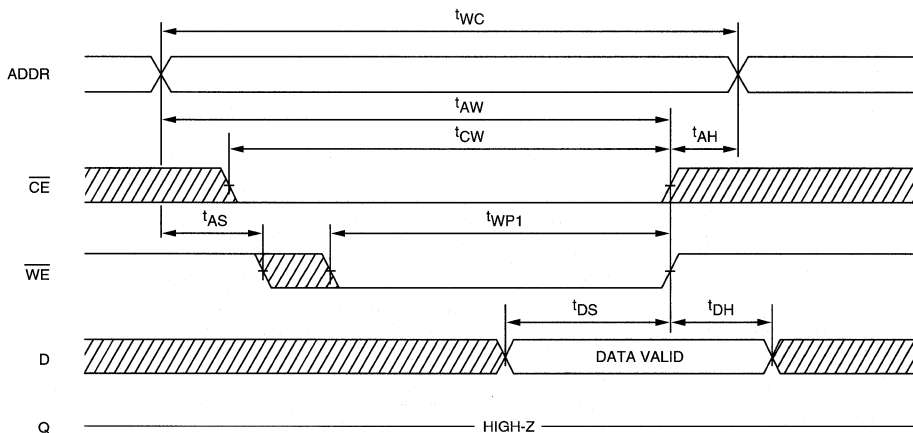 tWC
ADDR
tAW
tCW
tAH
CE
tAS
tWP1
WE
tDS
tDH
D
DATA VALID
Q
HIGH-Z